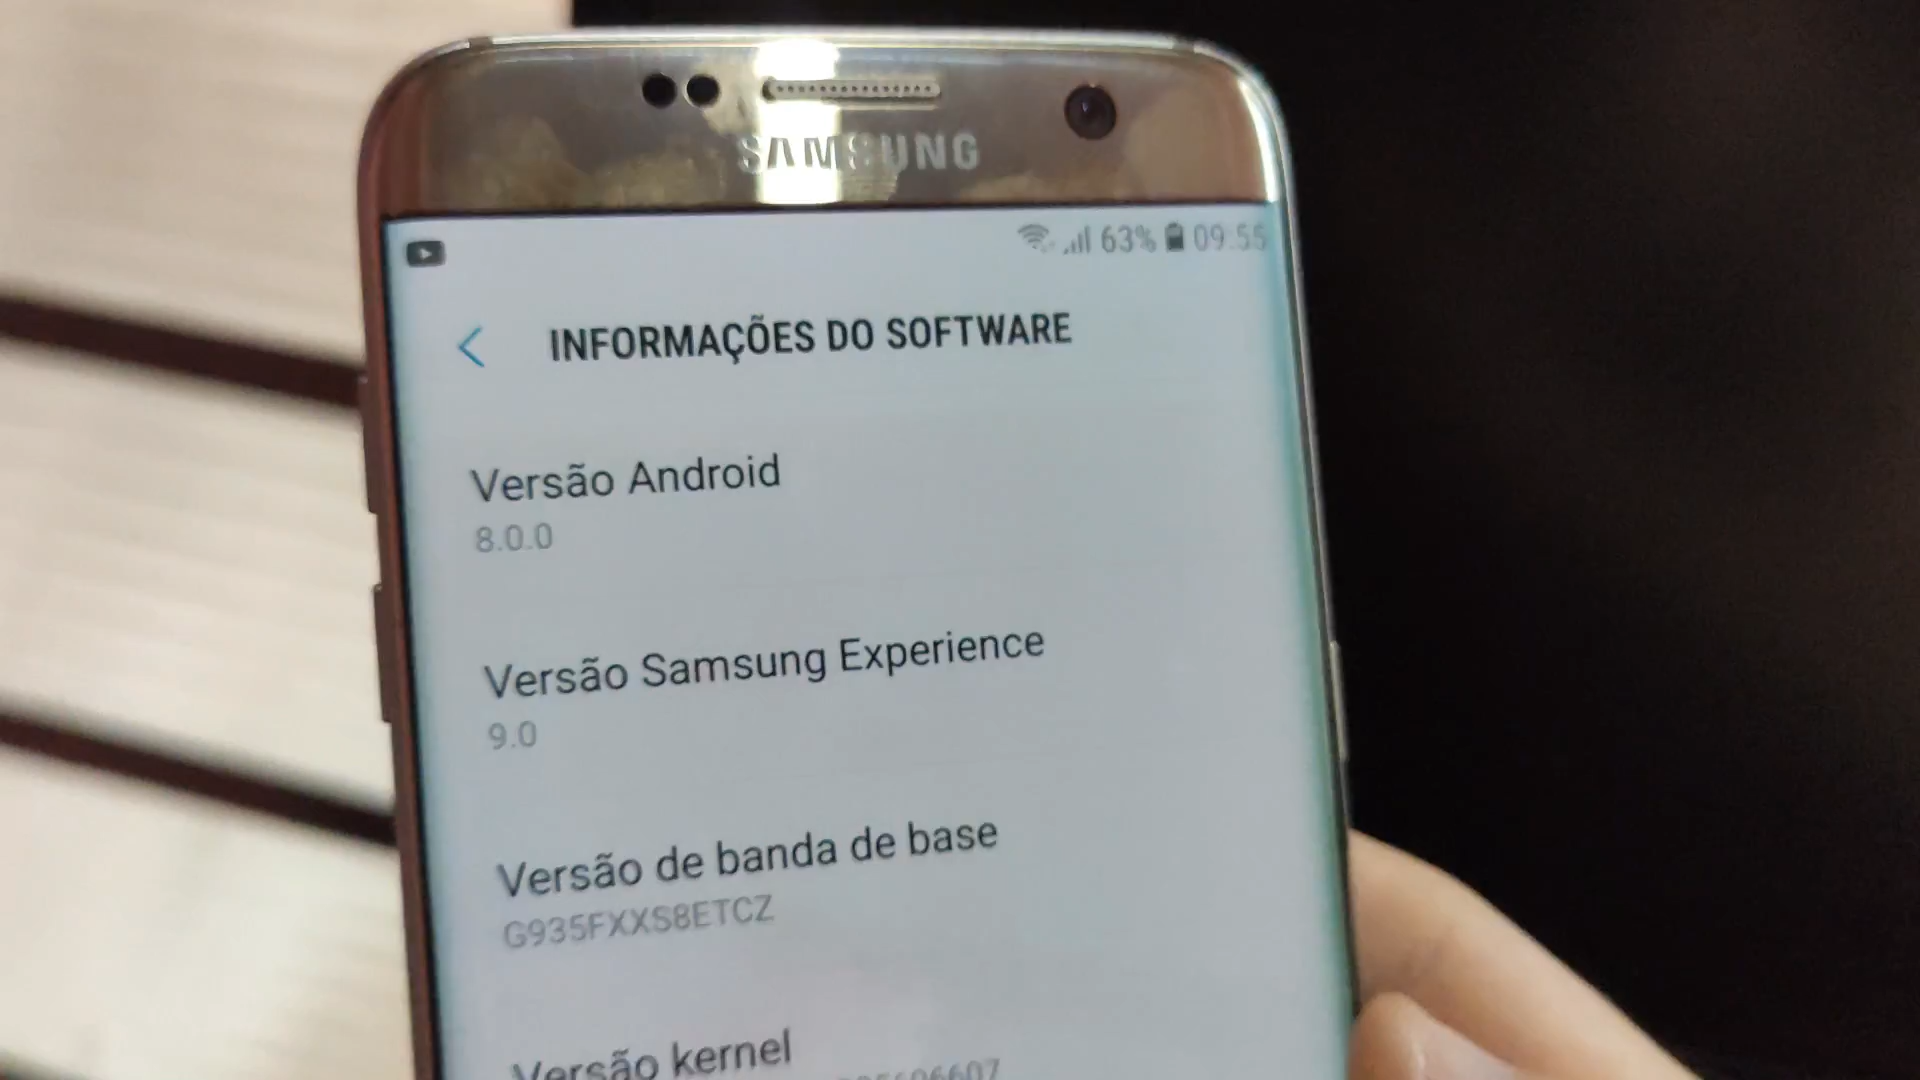 SAMSUNG
63% 09:55
INFORMAÇÕES DO SOFTWARE
Versão Android
8.0.0
Versão Samsung Experience
9.0
Versão de banda de base
G935FXXS8ETCZ
Versão kernel